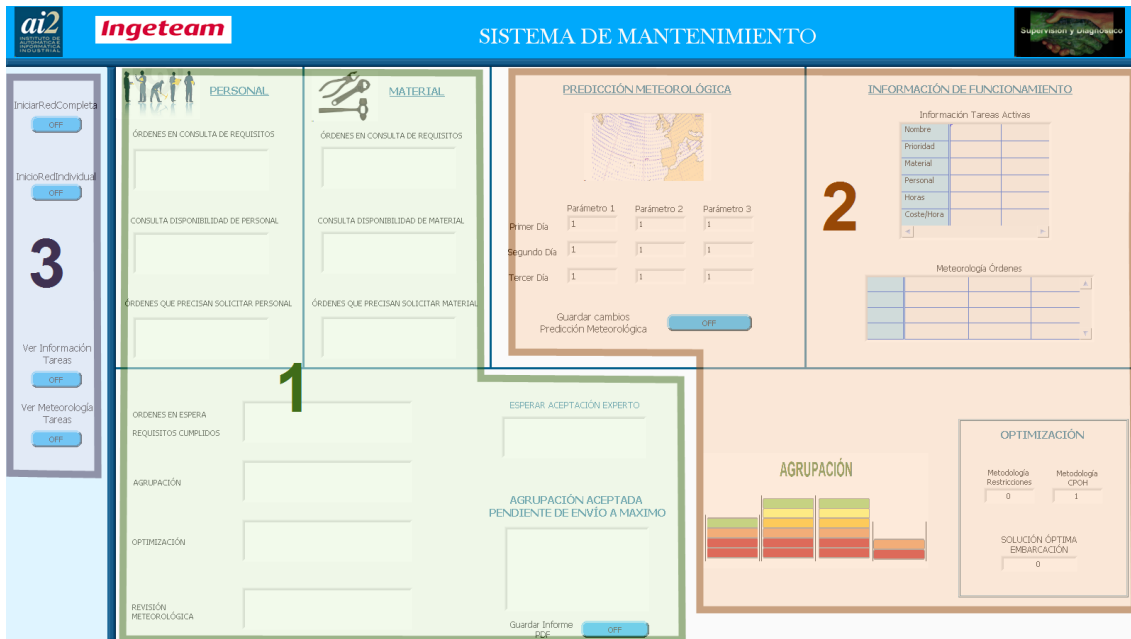 ai2
INSTITUTO DE
AUTOMÁTICA E
INFORMÁTICA
INDUSTRIAL
Ingeteam
SISTEMA DE MANTENIMIENTO
Supervisión y Diagnóstico
IniciarRedCompleta
OFF
InicioRedIndividual
OFF
3
Ver Información
Tareas
OFF
Ver Meteorología
Tareas
OFF
PERSONAL
ÓRDENES EN CONSULTA DE REQUISITOS
CONSULTA DISPONIBILIDAD DE PERSONAL
ÓRDENES QUE PRECISAN SOLICITAR PERSONAL
MATERIAL
ÓRDENES EN CONSULTA DE REQUISITOS
CONSULTA DISPONIBILIDAD DE MATERIAL
ÓRDENES QUE PRECISAN SOLICITAR MATERIAL
1
ORDENES EN ESPERA
REQUISITOS CUMPLIDOS
AGRUPACIÓN
OPTIMIZACIÓN
REVISIÓN
METEOROLÓGICA
ESPERAR ACEPTACIÓN EXPERTO
AGRUPACIÓN ACEPTADA
PENDIENTE DE ENVÍO A MAXIMO
Guardar Informe
PDF
OFF
PREDICCIÓN METEOROLÓGICA
Parámetro 1 Parámetro 2 Parámetro 3
Primer Día 1 1 1
Segundo Día 1 1 1
Tercer Día 1 1 1
Guardar cambios
Predicción Meteorológica
OFF
INFORMACIÓN DE FUNCIONAMIENTO
Información Tareas Activas
Nombre
Prioridad
Material
Personal
Horas
Coste/Hora
2
Meteorología Órdenes
AGRUPACIÓN
OPTIMIZACIÓN
Metodología
Restricciones
0
Metodología
CPOH
1
SOLUCIÓN ÓPTIMA
EMBARCACIÓN
0